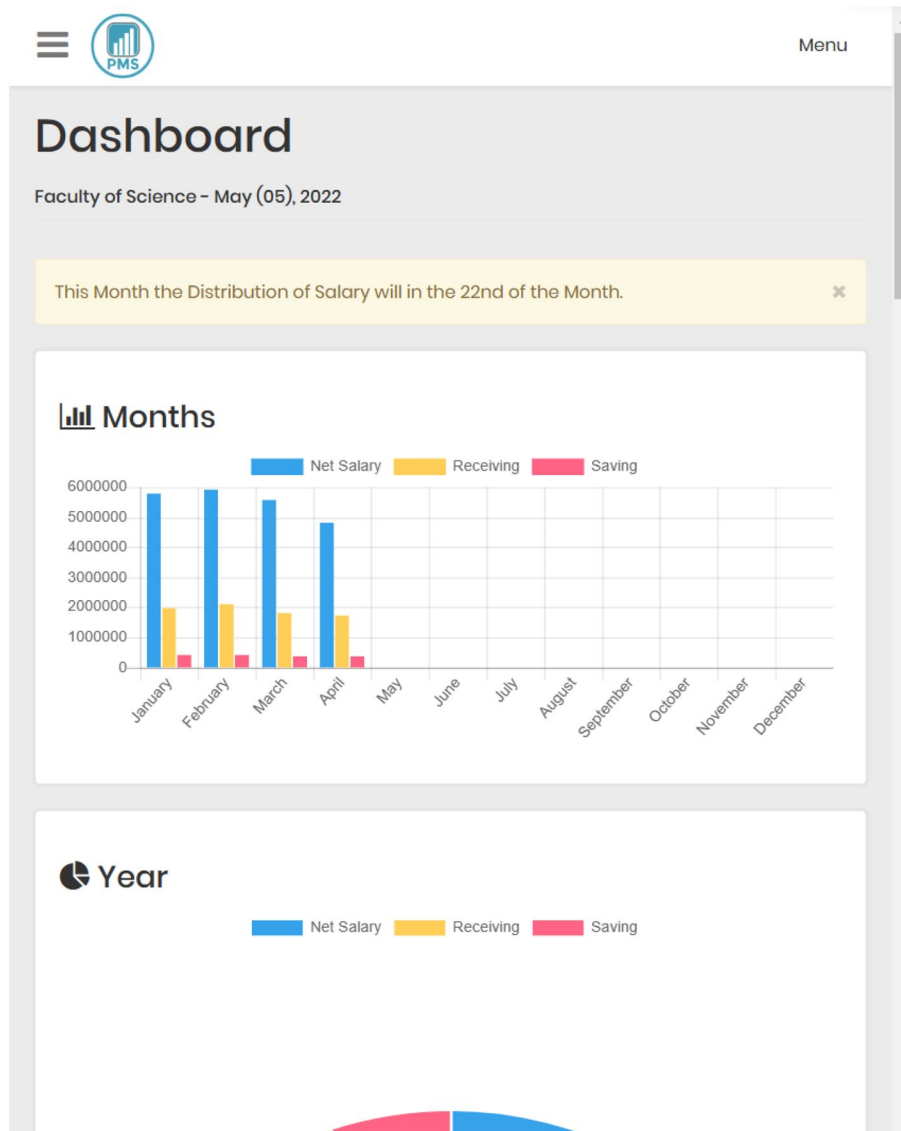 PMS
Menu
Dashboard
Faculty of Science - May (05), 2022
This Month the Distribution of Salary will in the 22nd of the Month.
Months
Net Salary Receiving Saving
6000000
5000000
4000000
3000000
2000000
1000000
0
January February March April May June July August September October November December
Year
Net Salary Receiving Saving